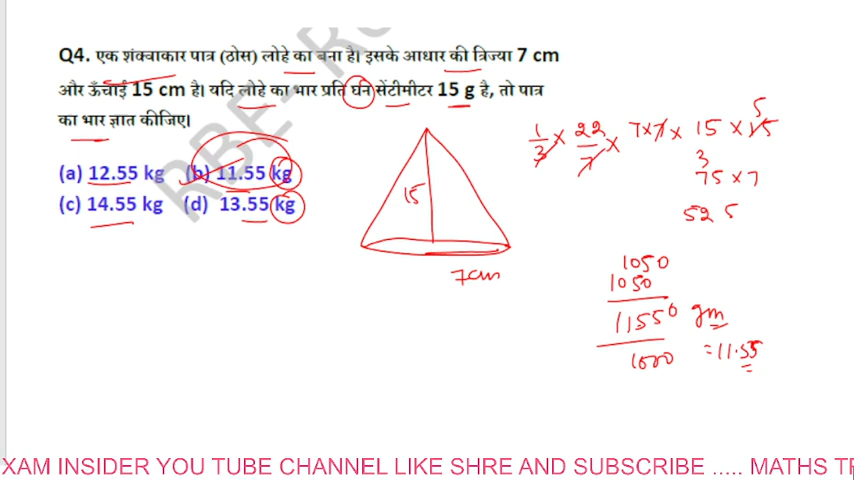 Q4. एक शंक्वाकार पात्र (ठोस) लोहे का बना है। इसके आधार की त्रिज्या 7 cm
और ऊँचाई 15 cm है। यदि लोहे का भार प्रति घन सेंटीमीटर 15 g है, तो पात्र
का भार ज्ञात कीजिए।
(a) 12.55 kg (b) 11.55 kg
(c) 14.55 kg (d) 13.55 kg
15
7cm
1/3 × 22/7 × 7×7 × 15 × 15
5
3
75 × 7
525
1050
1050
11550 gm
1000 = 11.55
RBE-
XAM INSIDER YOU TUBE CHANNEL LIKE SHRE AND SUBSCRIBE ..... MATHS TR